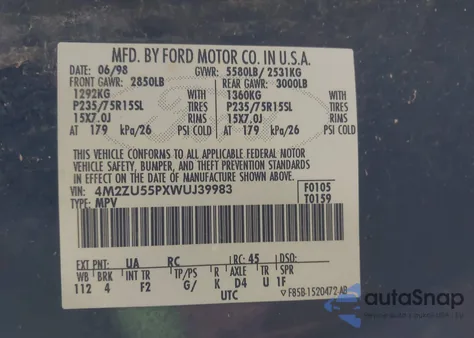 MFD. BY FORD MOTOR CO. IN U.S.A.
DATE: 06/98 GVWR: 5580LB/ 2531KG
FRONT GAWR: 2850LB REAR GAWR: 3000LB
1292KG WITH 1360KG WITH
P235/75R15SL TIRES P235/75R15SL TIRES
15X7.0J RIMS 15X7.0J RIMS
AT 179 kPa/26 PSI COLD AT 179 kPa/26 PSI COLD
THIS VEHICLE CONFORMS TO ALL APPLICABLE FEDERAL MOTOR
VEHICLE SAFETY, BUMPER, AND THEFT PREVENTION STANDARDS
IN EFFECT ON THE DATE OF MANUFACTURE SHOWN ABOVE.
VIN: 4M2ZU55PXWUJ39983 F0105
TYPE: MPV T0159
EXT PNT: UA RC RC: 45 DSO:
WB BRK INT TR TP/PS R AXLE TR SPR
112 4 F2 G/ K D4 U 1F
UTC F85B-1520472-AB
autoSnap